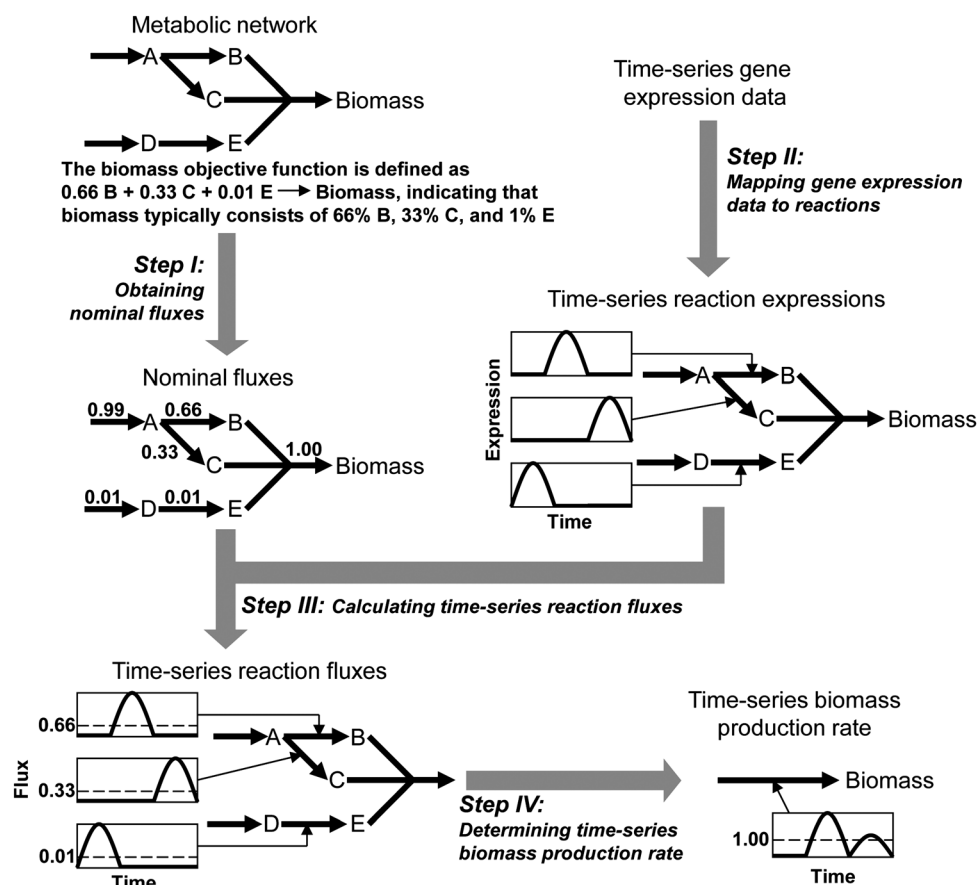 Metabolic network
A
B
C
Biomass
D
E
The biomass objective function is defined as
0.66 B + 0.33 C + 0.01 E → Biomass, indicating that
biomass typically consists of 66% B, 33% C, and 1% E
Time-series gene
expression data
Step II:
Mapping gene expression
data to reactions
Step I:
Obtaining
nominal fluxes
Time-series reaction expressions
Expression
A
B
C
Biomass
D
E
Time
Nominal fluxes
0.99
A
0.66
B
0.33
C
1.00
Biomass
0.01
D
0.01
E
Step III: Calculating time-series reaction fluxes
Time-series reaction fluxes
Flux
0.66
0.33
0.01
A
B
C
D
E
Time
Step IV:
Determining time-series
biomass production rate
Time-series biomass
production rate
Biomass
1.00
Time